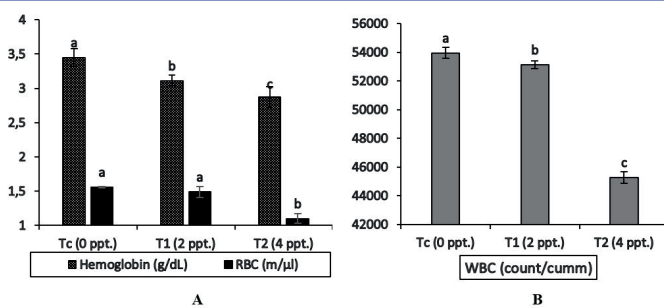 4
3,5
3
2,5
2
1,5
1
a
a
b
a
c
b
Tc (0 ppt.) T1 (2 ppt.) T2 (4 ppt.)
Hemoglobin (g/dL) RBC (m/µl)
A
56000
54000
52000
50000
48000
46000
44000
42000
a
b
c
Tc (0 ppt.) T1 (2 ppt.) T2 (4 ppt.)
WBC (count/cumm)
B